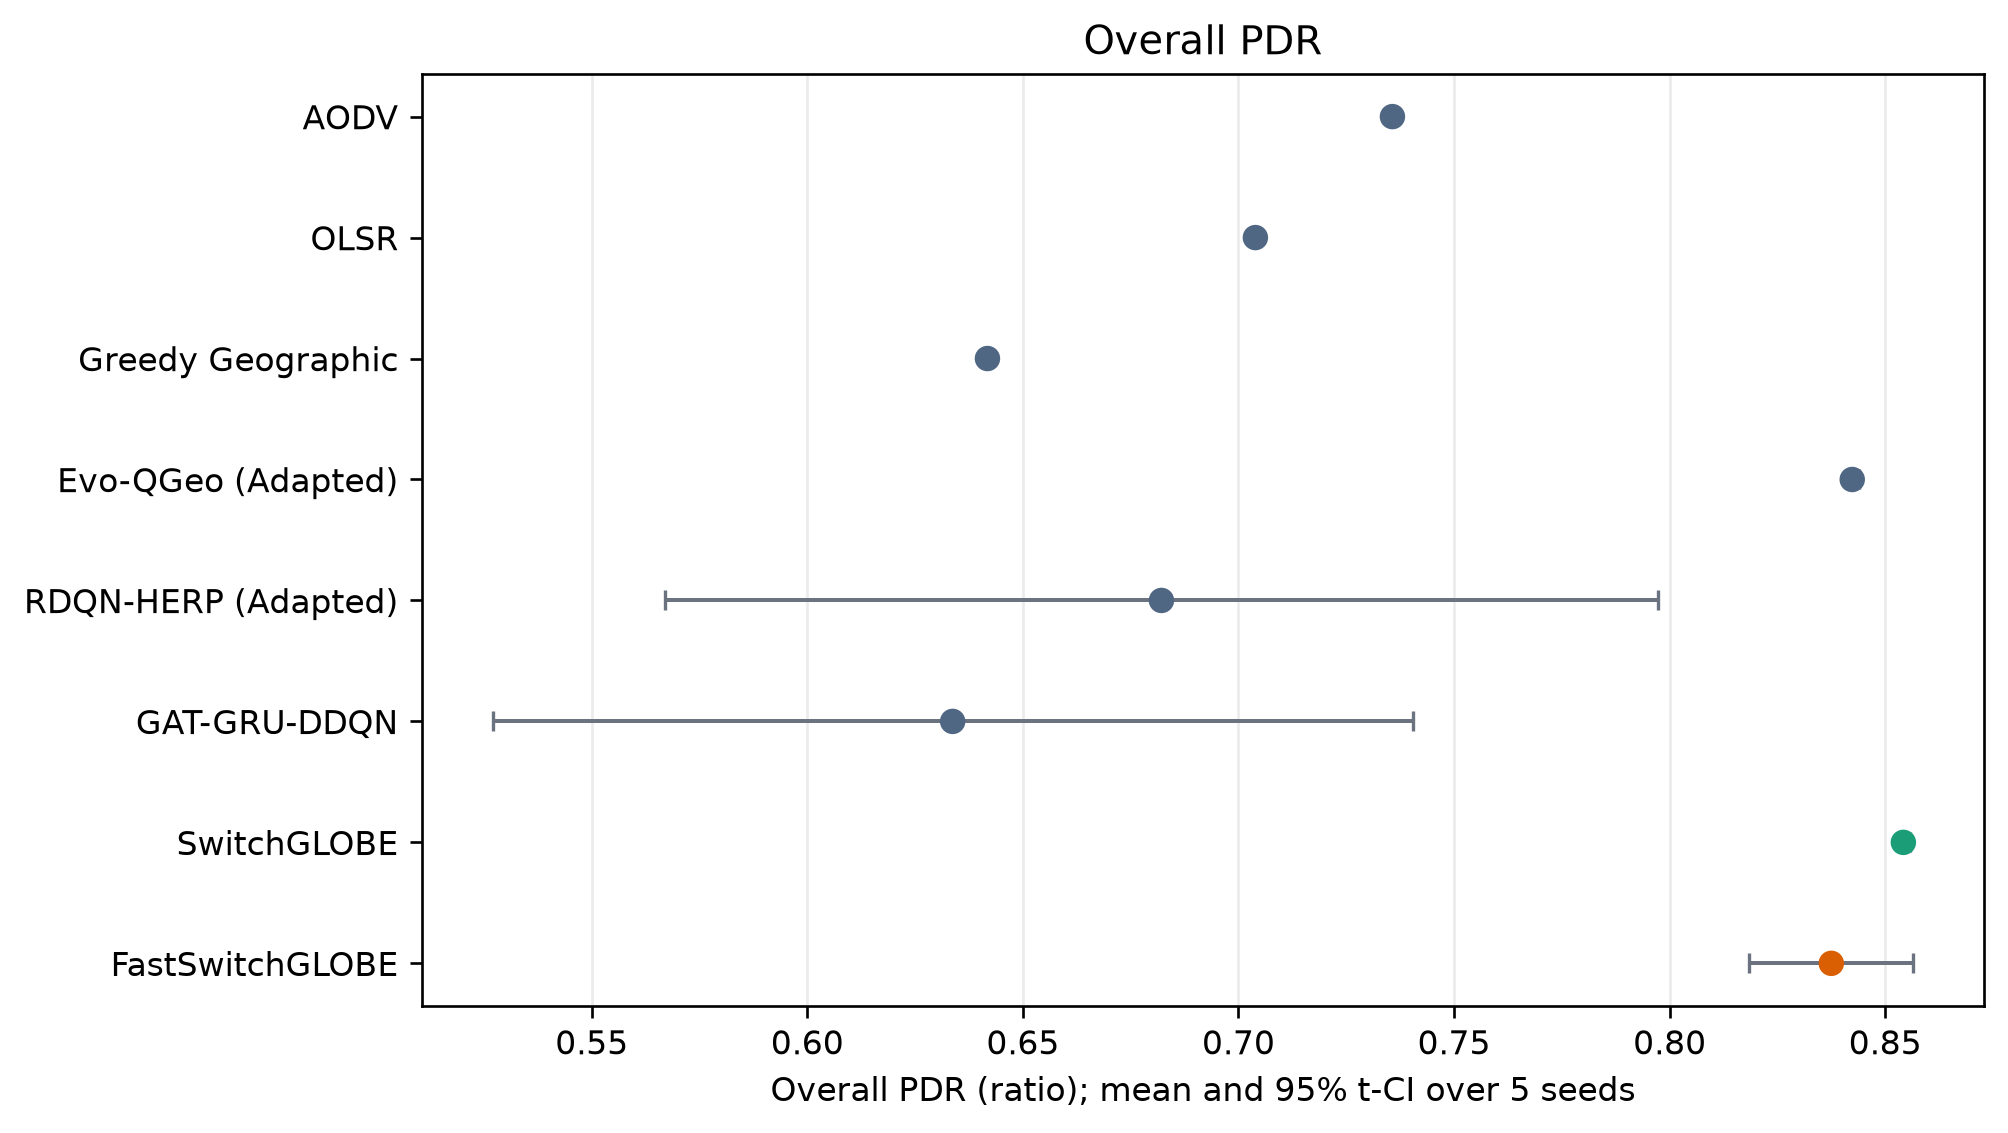 Overall PDR
AODV
OLSR
Greedy Geographic
Evo-QGeo (Adapted)
RDQN-HERP (Adapted)
GAT-GRU-DDQN
SwitchGLOBE
FastSwitchGLOBE
0.55 0.60 0.65 0.70 0.75 0.80 0.85
Overall PDR (ratio); mean and 95% t-CI over 5 seeds